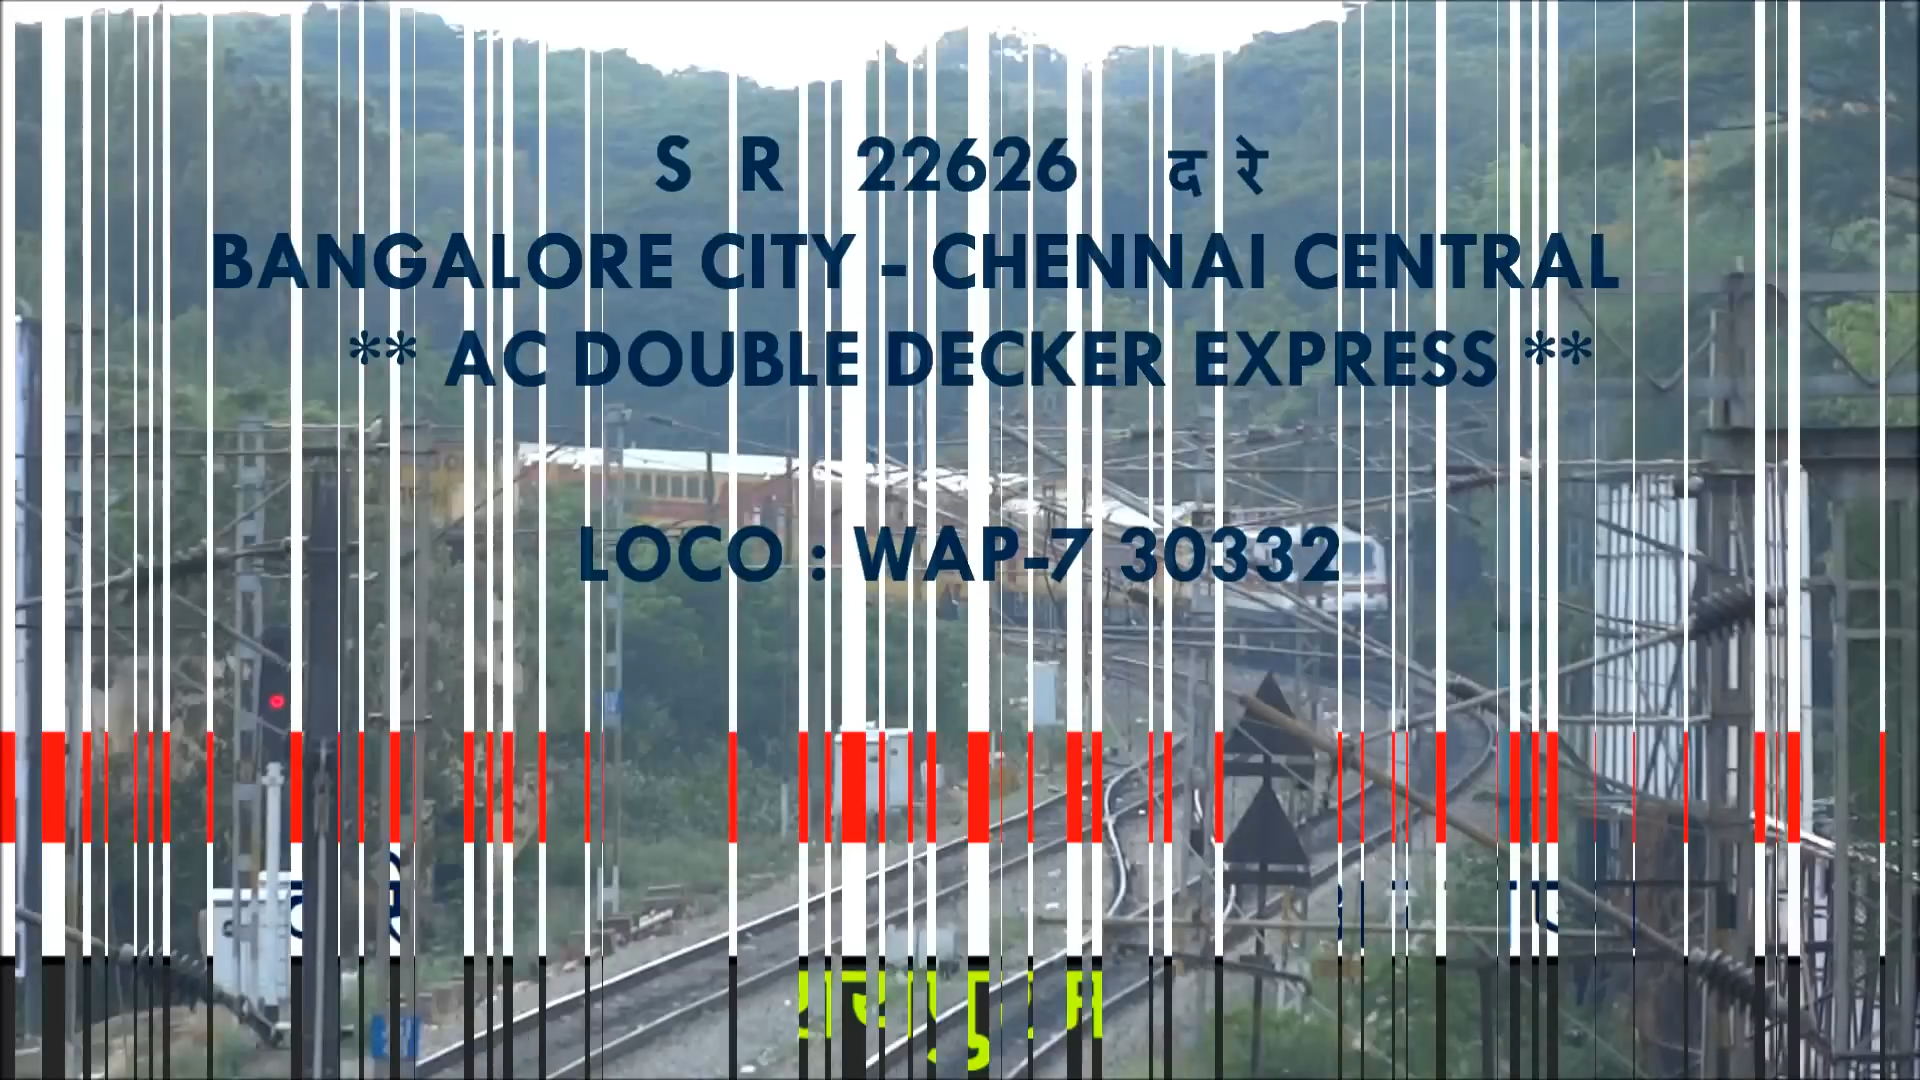 S R 22626 द रे
BANGALORE CITY - CHENNAI CENTRAL
** AC DOUBLE DECKER EXPRESS **
LOCO : WAP-7 30332